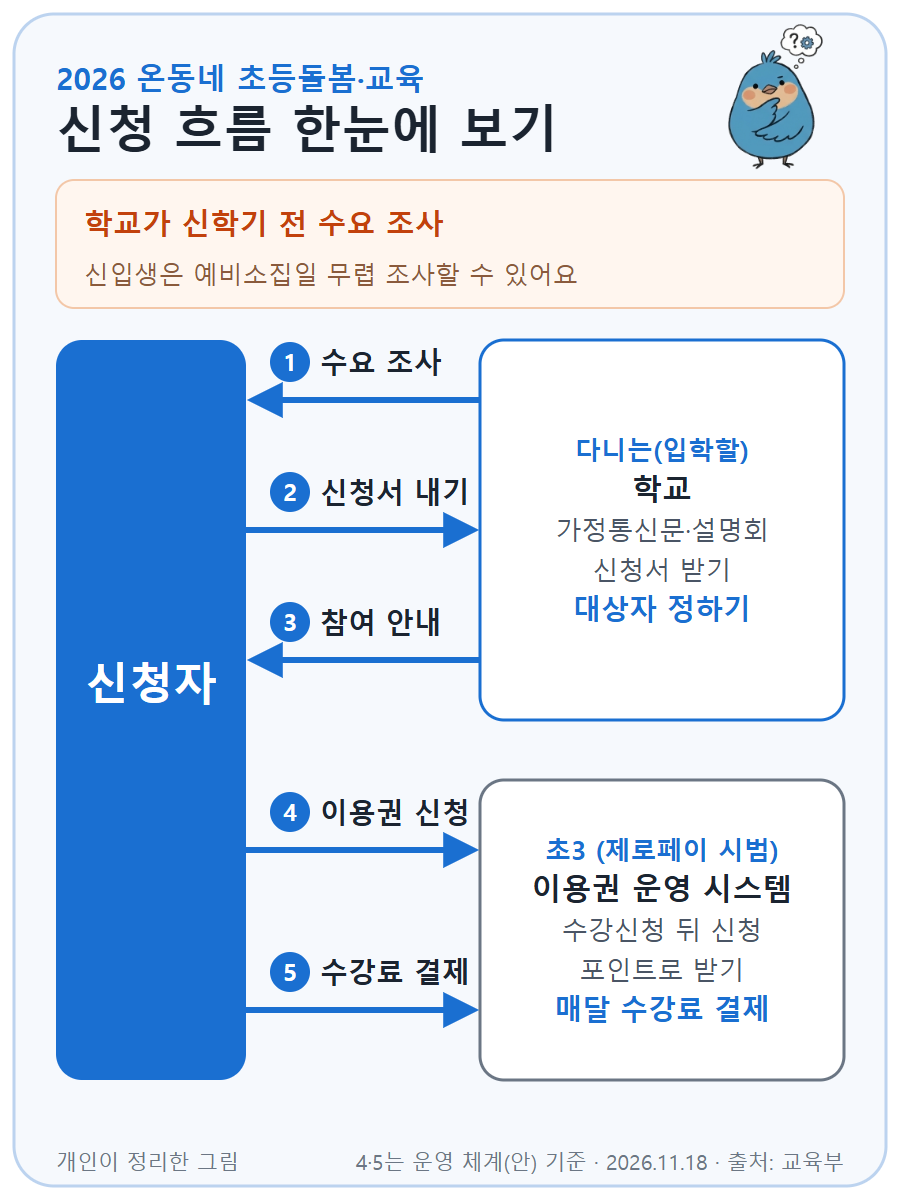 2026 온동네 초등돌봄·교육
신청 흐름 한눈에 보기
?
학교가 신학기 전 수요 조사
신입생은 예비소집일 무렵 조사할 수 있어요
1 수요 조사
2 신청서 내기
3 참여 안내
신청자
4 이용권 신청
5 수강료 결제
다니는(입학할)
학교
가정통신문·설명회
신청서 받기
대상자 정하기
초3 (제로페이 시범)
이용권 운영 시스템
수강신청 뒤 신청
포인트로 받기
매달 수강료 결제
개인이 정리한 그림
4·5는 운영 체계(안) 기준 · 2026.11.18 · 출처: 교육부